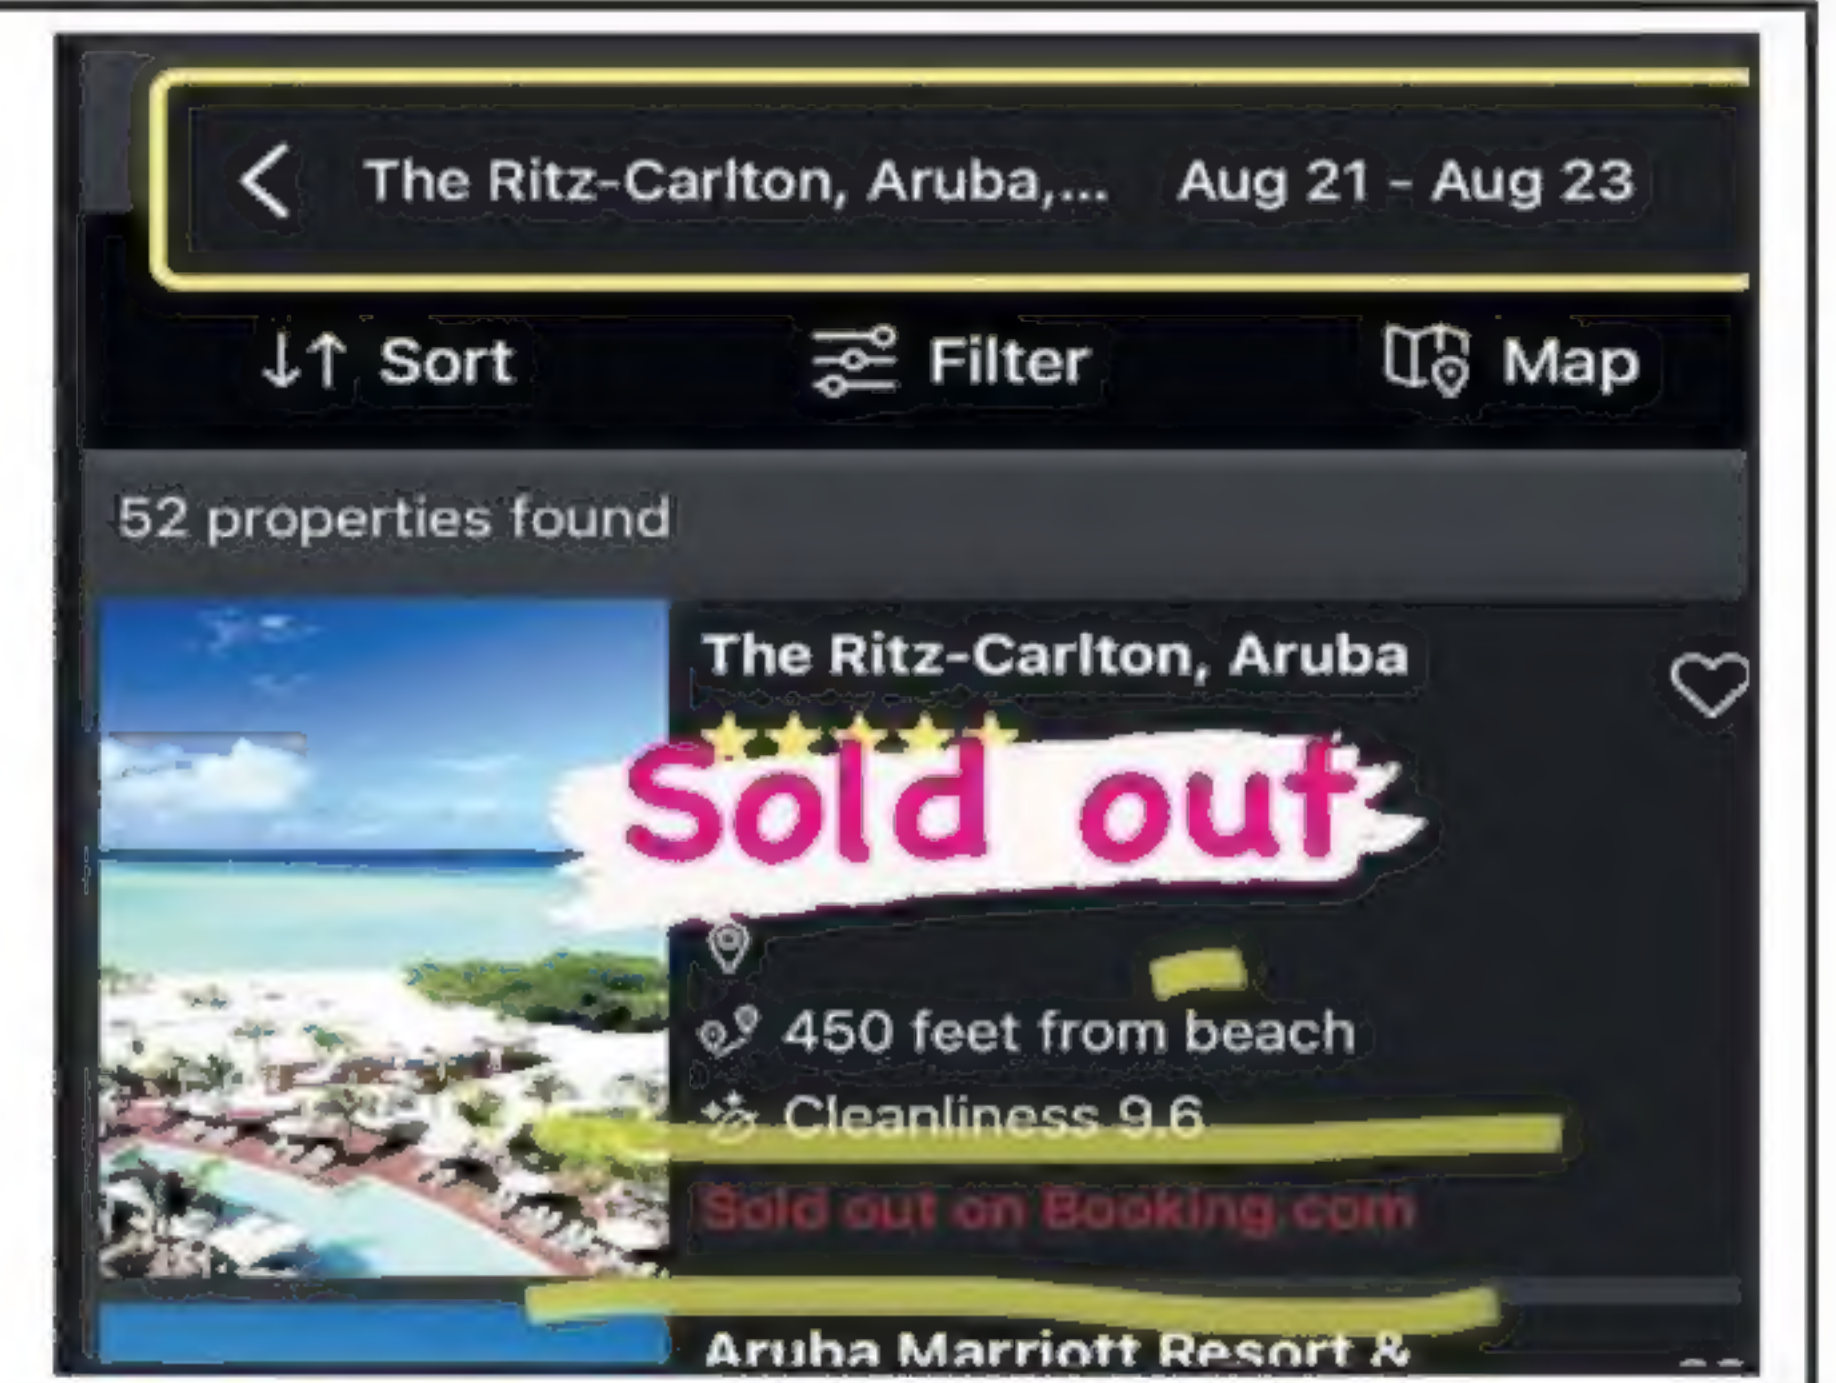 The Ritz-Carlton, Aruba,... Aug 21 - Aug 23
Sort Filter Map
52 properties found
The Ritz-Carlton, Aruba
Sold out
450 feet from beach
Cleanliness 9.6
Sold out on Booking.com
Aruba Marriott Resort &